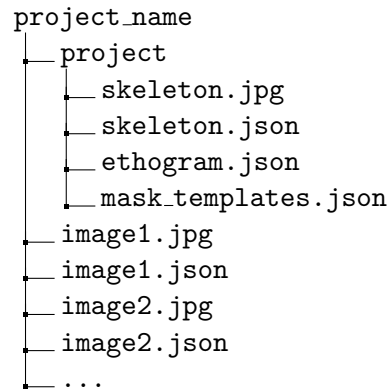 project_name
project
skeleton.jpg
skeleton.json
ethogram.json
mask_templates.json
image1.jpg
image1.json
image2.jpg
image2.json
...